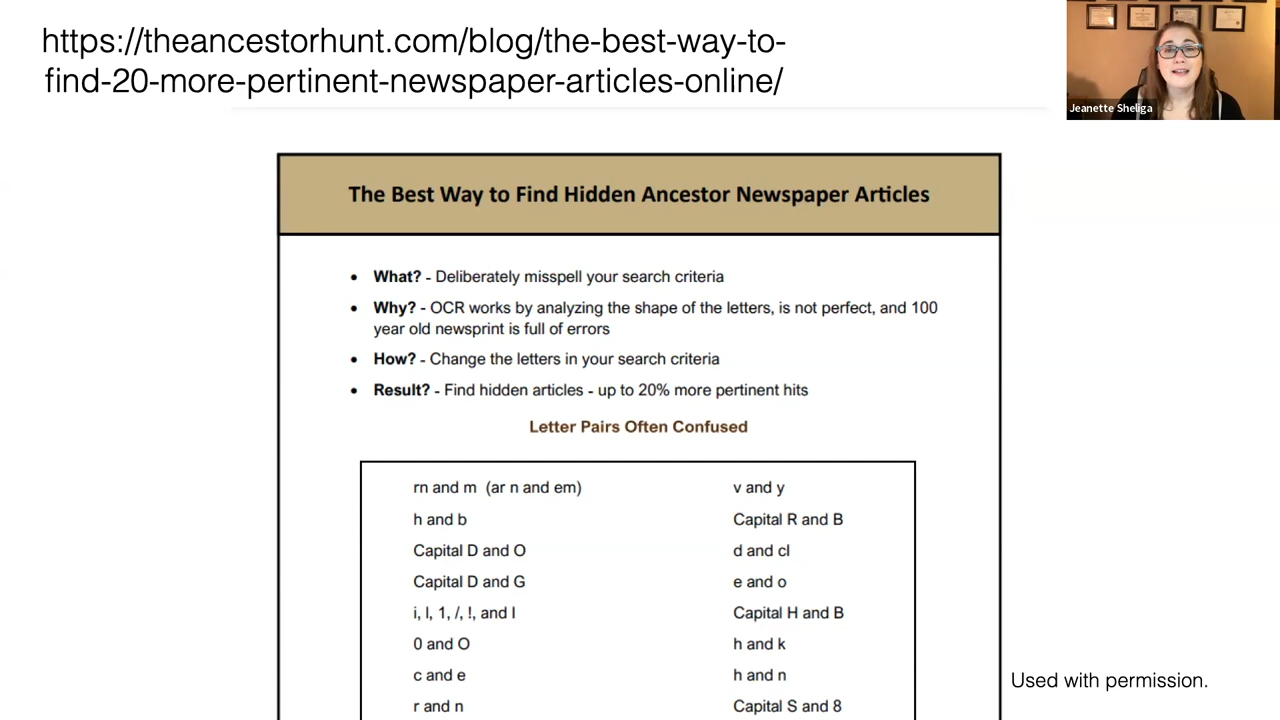 https://theancestorhunt.com/blog/the-best-way-to-
find-20-more-pertinent-newspaper-articles-online/
Jeanette Sheliga
The Best Way to Find Hidden Ancestor Newspaper Articles
• What? - Deliberately misspell your search criteria
• Why? - OCR works by analyzing the shape of the letters, is not perfect, and 100
year old newsprint is full of errors
• How? - Change the letters in your search criteria
• Result? - Find hidden articles - up to 20% more pertinent hits
Letter Pairs Often Confused
rn and m (ar n and em)
h and b
Capital D and O
Capital D and G
i, l, 1, /, !, and I
0 and O
c and e
r and n
v and y
Capital R and B
d and cl
e and o
Capital H and B
h and k
h and n
Capital S and 8
Used with permission.